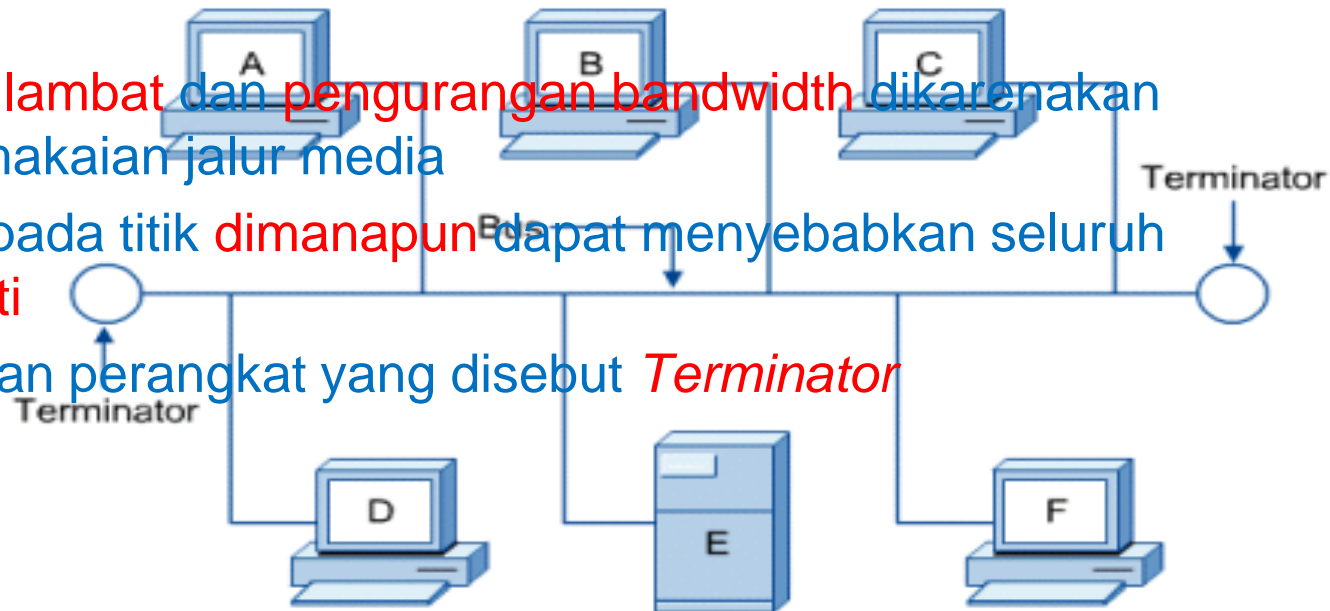 A
B
C
lambat dan pengurangan bandwidth dikarenakan
nakaian jalur media
Terminator
pada titik dimanapun dapat menyebabkan seluruh
Bus
ti
an perangkat yang disebut Terminator
Terminator
D
E
F